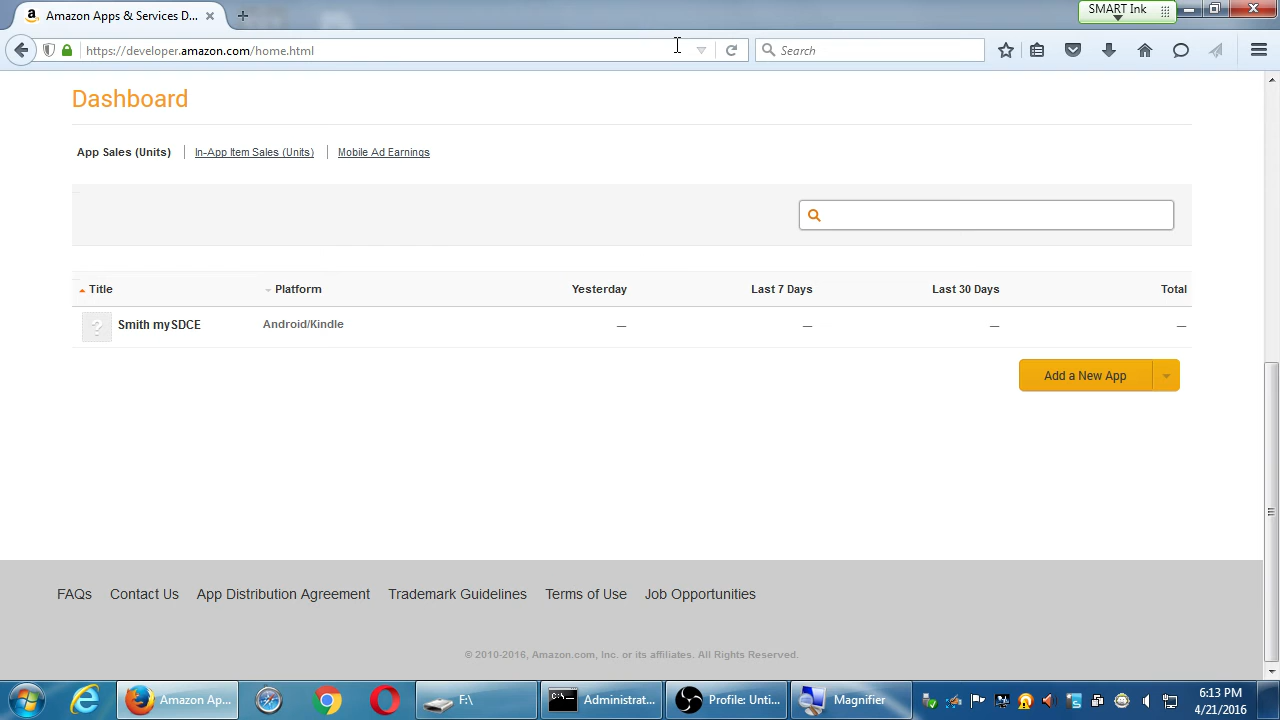 Amazon Apps & Services D...
SMART Ink
https://developer.amazon.com/home.html
Search
Dashboard
App Sales (Units)
In-App Item Sales (Units)
Mobile Ad Earnings
Title
Platform
Yesterday
Last 7 Days
Last 30 Days
Total
Smith mySDCE
Android/Kindle
—
—
—
—
Add a New App
FAQs
Contact Us
App Distribution Agreement
Trademark Guidelines
Terms of Use
Job Opportunities
© 2010-2016, Amazon.com, Inc. or its affiliates. All Rights Reserved.
Amazon Ap...
F:\
Administrat...
Profile: Unti...
Magnifier
6:13 PM
4/21/2016